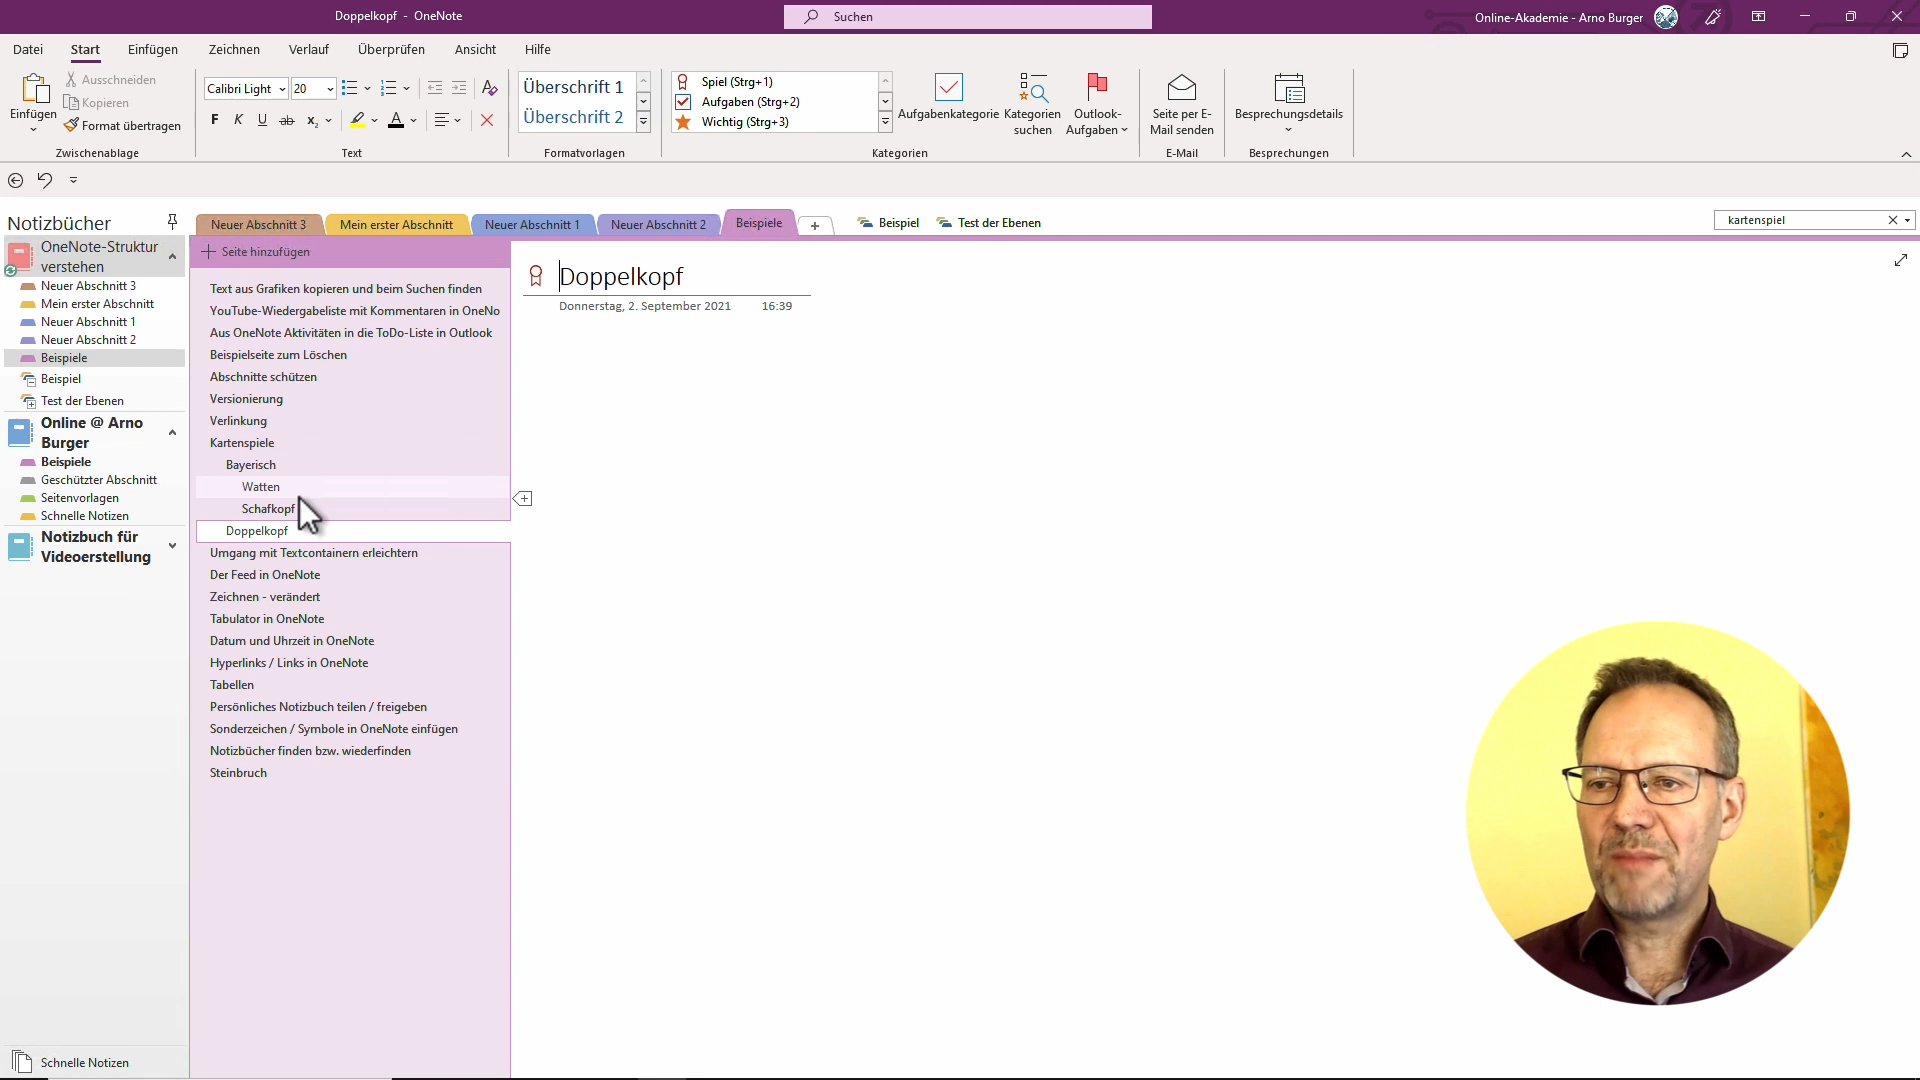 Doppelkopf - OneNote
Suchen
Online-Akademie - Arno Burger
Datei
Start
Einfügen
Zeichnen
Verlauf
Überprüfen
Ansicht
Hilfe
Einfügen
Ausschneiden
Kopieren
Format übertragen
Zwischenablage
Calibri Light
20
F K U ab x₂ A
Text
Überschrift 1
Überschrift 2
Formatvorlagen
Spiel (Strg+1)
Aufgaben (Strg+2)
Wichtig (Strg+3)
Aufgabenkategorie
Kategorien
suchen
Outlook-
Aufgaben
Kategorien
Seite per E-
Mail senden
E-Mail
Besprechungsdetails
Besprechungen
Notizbücher
OneNote-Struktur
verstehen
Neuer Abschnitt 3
Mein erster Abschnitt
Neuer Abschnitt 1
Neuer Abschnitt 2
Beispiele
Beispiel
Test der Ebenen
Online @ Arno
Burger
Beispiele
Geschützter Abschnitt
Seitenvorlagen
Schnelle Notizen
Notizbuch für
Videoerstellung
Schnelle Notizen
Neuer Abschnitt 3
Mein erster Abschnitt
Neuer Abschnitt 1
Neuer Abschnitt 2
Beispiele
Beispiel
Test der Ebenen
kartenspiel
Seite hinzufügen
Text aus Grafiken kopieren und beim Suchen finden
YouTube-Wiedergabeliste mit Kommentaren in OneNo
Aus OneNote Aktivitäten in die ToDo-Liste in Outlook
Beispielseite zum Löschen
Abschnitte schützen
Versionierung
Verlinkung
Kartenspiele
Bayerisch
Watten
Schafkopf
Doppelkopf
Umgang mit Textcontainern erleichtern
Der Feed in OneNote
Zeichnen - verändert
Tabulator in OneNote
Datum und Uhrzeit in OneNote
Hyperlinks / Links in OneNote
Tabellen
Persönliches Notizbuch teilen / freigeben
Sonderzeichen / Symbole in OneNote einfügen
Notizbücher finden bzw. wiederfinden
Steinbruch
Doppelkopf
Donnerstag, 2. September 2021 16:39